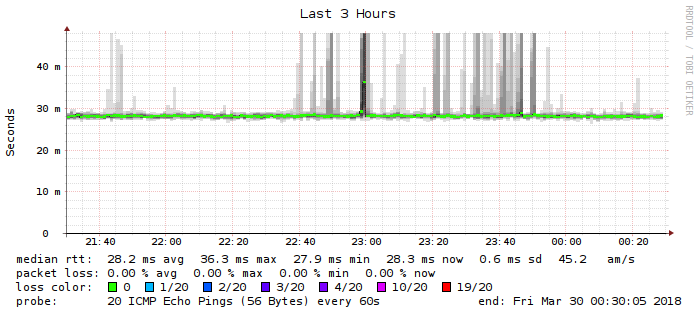 Last 3 Hours
RRDTOOL / TOBI OETIKER
Seconds
40 m
30 m
20 m
10 m
0
21:40 22:00 22:20 22:40 23:00 23:20 23:40 00:00 00:20
median rtt: 28.2 ms avg 36.3 ms max 27.9 ms min 28.3 ms now 0.6 ms sd 45.2 am/s
packet loss: 0.00 % avg 0.00 % max 0.00 % min 0.00 % now
loss color: 0 1/20 2/20 3/20 4/20 10/20 19/20
probe: 20 ICMP Echo Pings (56 Bytes) every 60s end: Fri Mar 30 00:30:05 2018